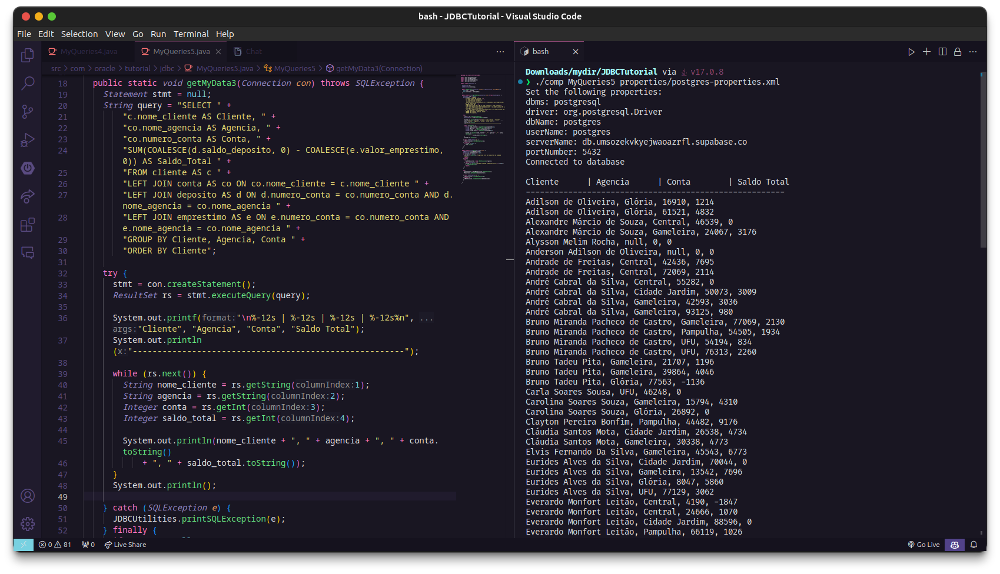 bash - JDBCTutorial - Visual Studio Code
File Edit Selection View Go Run Terminal Help
MyQueries4.java
MyQueries5.java
Chat
src > com > oracle > tutorial > jdbc > MyQueries5.java > MyQueries5 > getMyData3(Connection)
18 public static void getMyData3(Connection con) throws SQLException {
19 Statement stmt = null;
20 String query = "SELECT " +
21 "c.nome_cliente AS Cliente, " +
22 "co.nome_agencia AS Agencia, " +
23 "co.numero_conta AS Conta, " +
24 "SUM(COALESCE(d.saldo_deposito, 0) - COALESCE(e.valor_emprestimo,
0)) AS Saldo_Total " +
25 "FROM cliente AS c " +
26 "LEFT JOIN conta AS co ON co.nome_cliente = c.nome_cliente " +
27 "LEFT JOIN deposito AS d ON d.numero_conta = co.numero_conta AND d.
nome_agencia = co.nome_agencia " +
28 "LEFT JOIN emprestimo AS e ON e.numero_conta = co.numero_conta AND
e.nome_agencia = co.nome_agencia " +
29 "GROUP BY Cliente, Agencia, Conta " +
30 "ORDER BY Cliente";
31
32 try {
33 stmt = con.createStatement();
34 ResultSet rs = stmt.executeQuery(query);
35
36 System.out.printf(format:"\n%-12s | %-12s | %-12s | %-12s%n", ...
args:"Cliente", "Agencia", "Conta", "Saldo Total");
37 System.out.println
(x:"-------------------------------------------------------");
38
39 while (rs.next()) {
40 String nome_cliente = rs.getString(columnIndex:1);
41 String agencia = rs.getString(columnIndex:2);
42 Integer conta = rs.getInt(columnIndex:3);
43 Integer saldo_total = rs.getInt(columnIndex:4);
44
45 System.out.println(nome_cliente + ", " + agencia + ", " + conta.
toString()
46 + ", " + saldo_total.toString());
47 }
48 System.out.println();
49
50 } catch (SQLException e) {
51 JDBCUtilities.printSQLException(e);
52 } finally {
bash
Downloads/mydir/JDBCTutorial via v17.0.8
❯ ./comp MyQueries5 properties/postgres-properties.xml
Set the following properties:
dbms: postgresql
driver: org.postgresql.Driver
dbName: postgres
userName: postgres
serverName: db.umsozekvkyejwaoazrfl.supabase.co
portNumber: 5432
Connected to database
Cliente | Agencia | Conta | Saldo Total
-------------------------------------------------------
Adilson de Oliveira, Glória, 16910, 1214
Adilson de Oliveira, Glória, 61521, 4832
Alexandre Márcio de Souza, Central, 46539, 0
Alexandre Márcio de Souza, Gameleira, 24067, 3176
Alysson Melim Rocha, null, 0, 0
Anderson Adilson de Oliveira, null, 0, 0
Andrade de Freitas, Central, 42436, 7695
Andrade de Freitas, Central, 72069, 2114
André Cabral da Silva, Central, 55282, 0
André Cabral da Silva, Cidade Jardim, 50073, 3009
André Cabral da Silva, Gameleira, 42593, 3036
André Cabral da Silva, Gameleira, 93125, 980
Bruno Miranda Pacheco de Castro, Gameleira, 77069, 2130
Bruno Miranda Pacheco de Castro, Pampulha, 54505, 1934
Bruno Miranda Pacheco de Castro, UFU, 54194, 834
Bruno Miranda Pacheco de Castro, UFU, 76313, 2260
Bruno Tadeu Pita, Gameleira, 21707, 1196
Bruno Tadeu Pita, Gameleira, 39864, 4046
Bruno Tadeu Pita, Glória, 77563, -1136
Carla Soares Sousa, UFU, 46248, 0
Carolina Soares Souza, Gameleira, 15794, 4310
Carolina Soares Souza, Glória, 26892, 0
Clayton Pereira Bonfim, Pampulha, 44482, 9176
Cláudia Santos Mota, Cidade Jardim, 26538, 4734
Cláudia Santos Mota, Gameleira, 30338, 4773
Elvis Fernando Da Silva, Gameleira, 45543, 6773
Eurides Alves da Silva, Cidade Jardim, 70044, 0
Eurides Alves da Silva, Gameleira, 13542, 7696
Eurides Alves da Silva, Glória, 8047, 5860
Eurides Alves da Silva, UFU, 77129, 3062
Everardo Monfort Leitão, Central, 4190, -1847
Everardo Monfort Leitão, Central, 24666, 1070
Everardo Monfort Leitão, Cidade Jardim, 88596, 0
Everardo Monfort Leitão, Pampulha, 66119, 1026
0 81 0 Live Share
Go Live